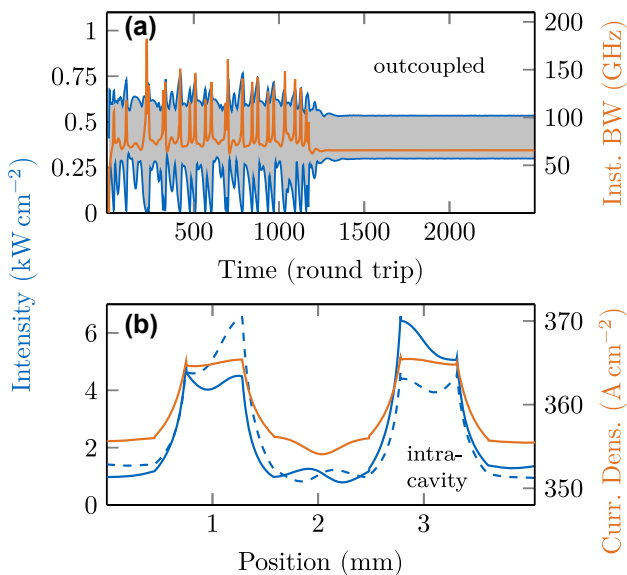 (a)
outcoupled
1
0.75
0.5
0.25
0
200
150
100
50
500
1000
1500
2000
Time (round trip)
Intensity (kW cm−2)
Inst. BW (GHz)
(b)
intra-
cavity
6
4
2
0
370
360
350
1
2
3
Position (mm)
Curr. Dens. (A cm−2)